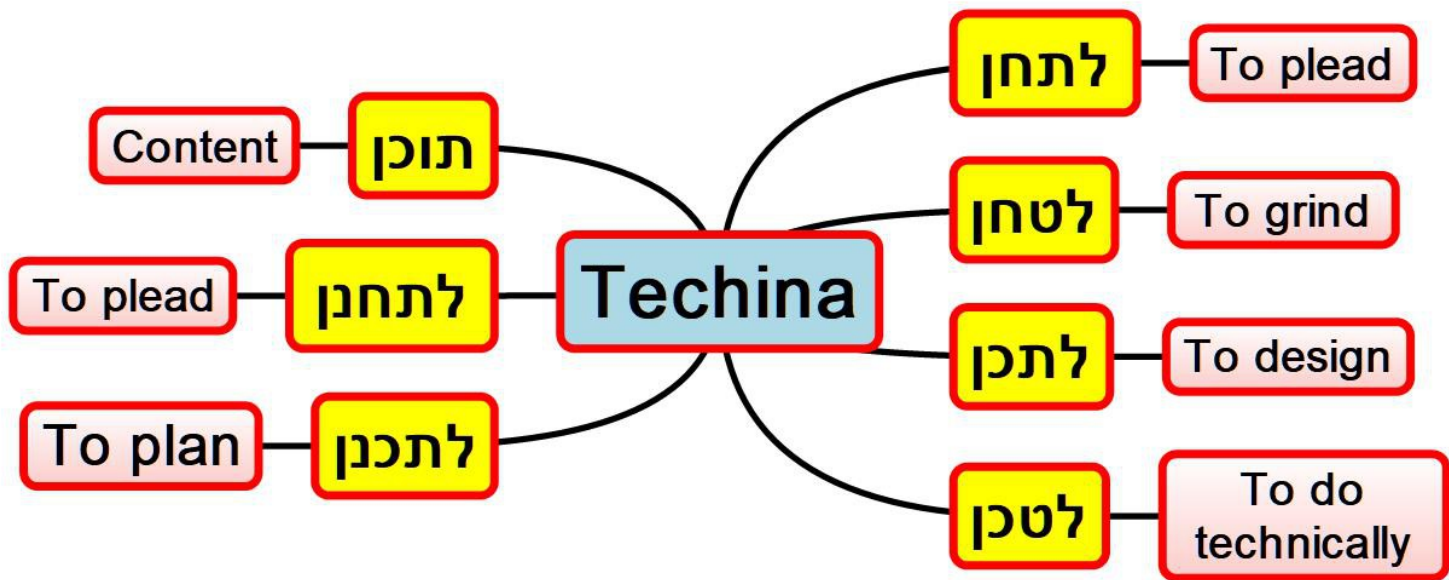 Techina
תוכן
Content
לתחנן
To plead
לתכנן
To plan
לתחן
To plead
לטחן
To grind
לתכן
To design
לטכן
To do
technically